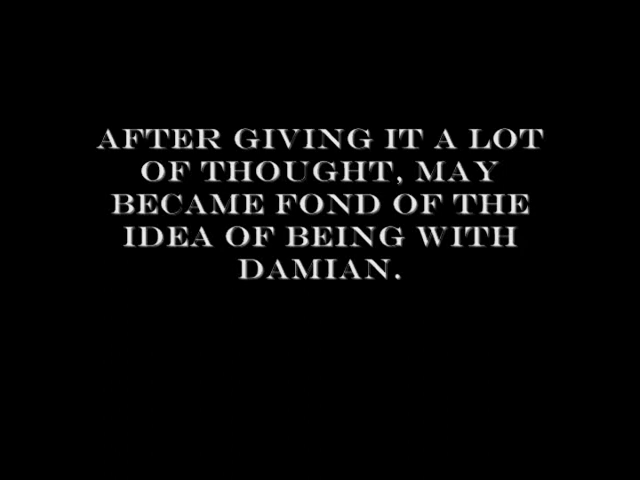 AFTER GIVING IT A LOT
OF THOUGHT, MAY
BECAME FOND OF THE
IDEA OF BEING WITH
DAMIAN.